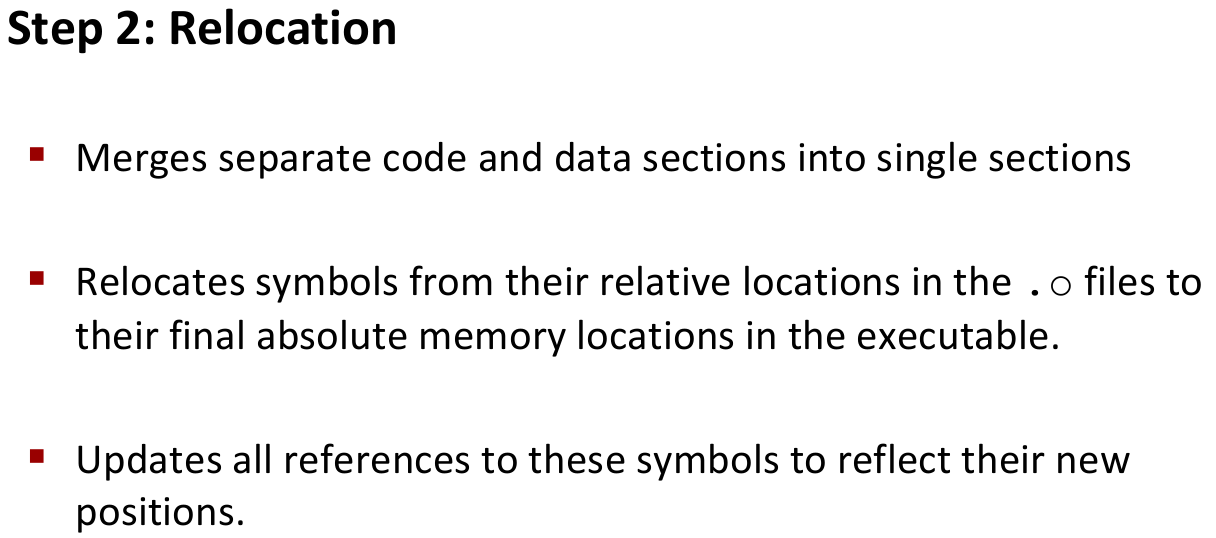 Step 2: Relocation
▪ Merges separate code and data sections into single sections
▪ Relocates symbols from their relative locations in the .o files to
their final absolute memory locations in the executable.
▪ Updates all references to these symbols to reflect their new
positions.